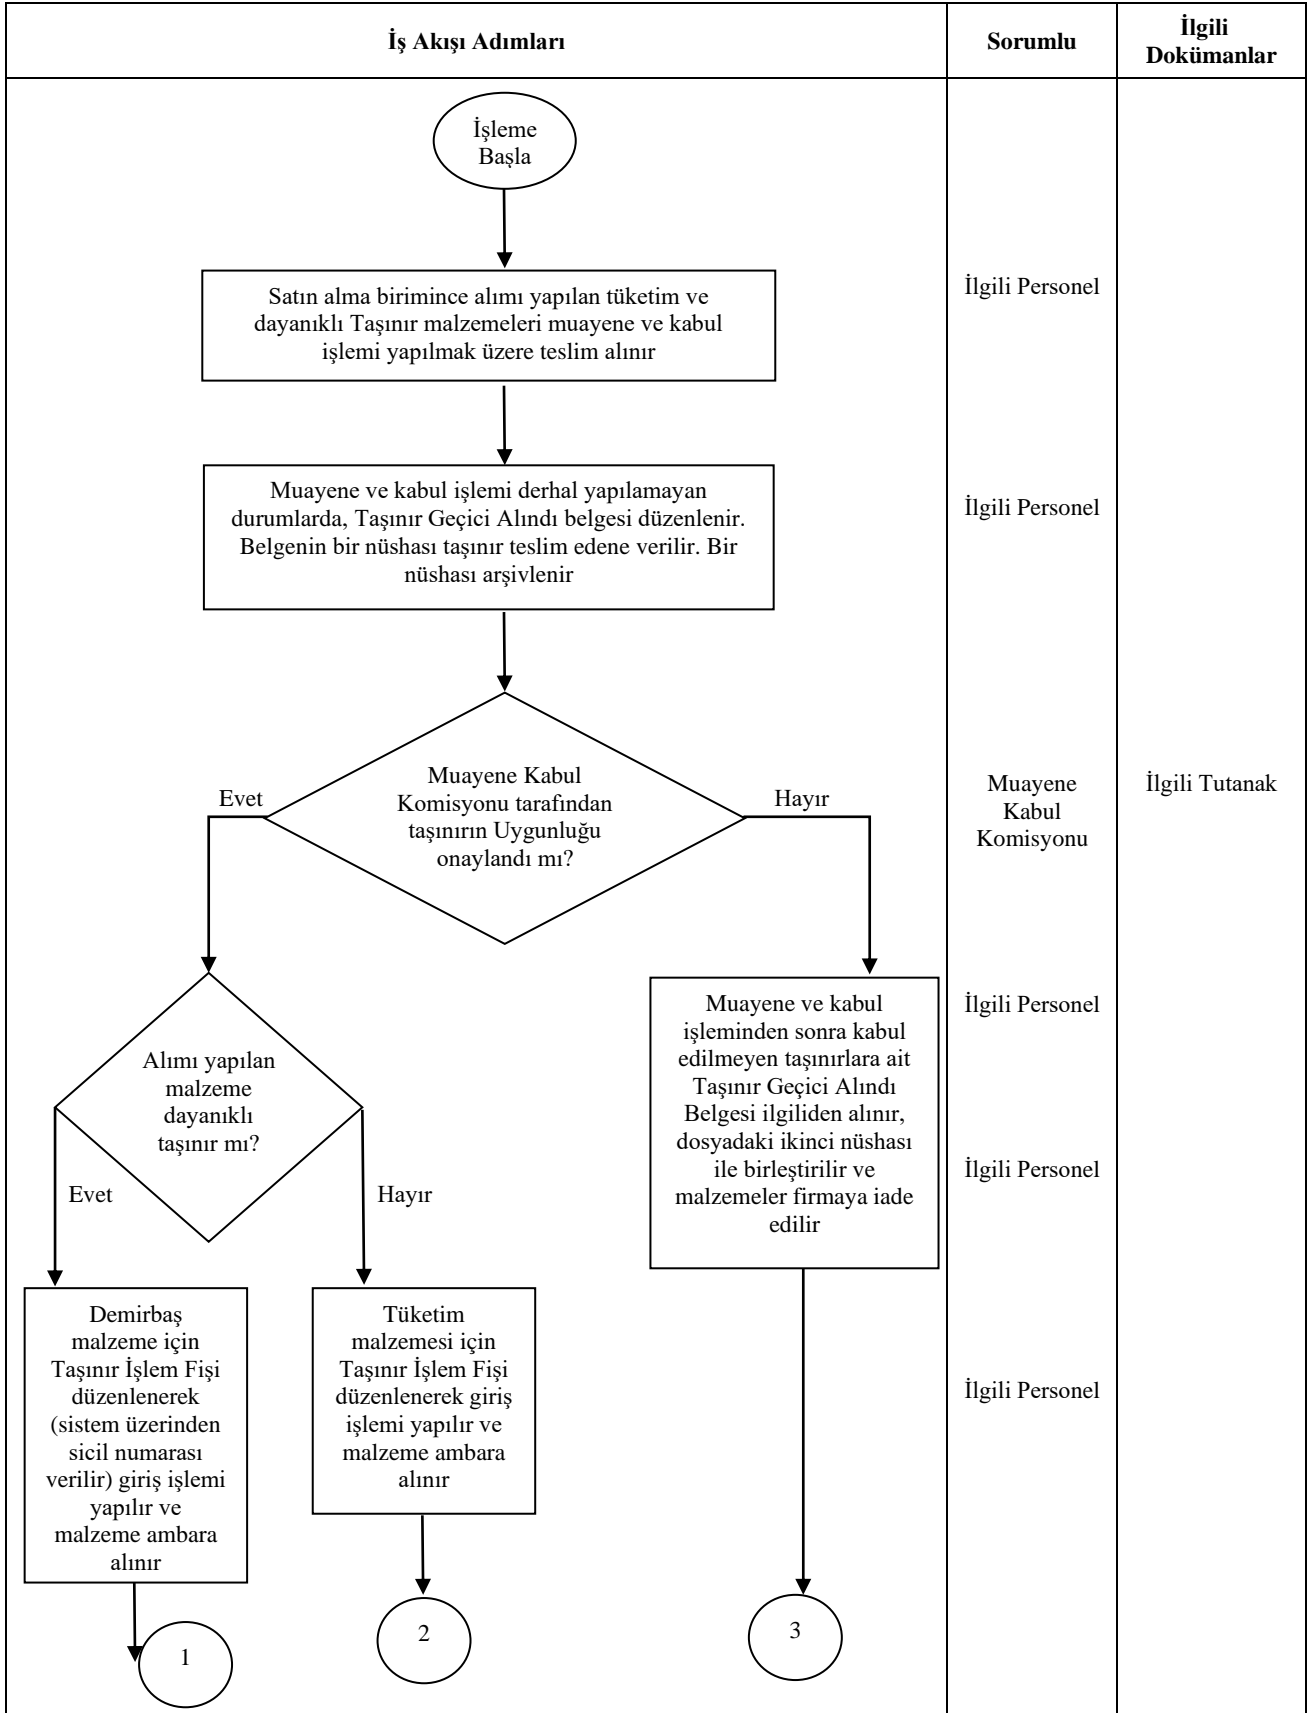 İş Akışı Adımları
Sorumlu
İlgili
Dokümanlar
İşleme
Başla
Satın alma birimince alımı yapılan tüketim ve
dayanıklı Taşınır malzemeleri muayene ve kabul
işlemi yapılmak üzere teslim alınır
İlgili Personel
Muayene ve kabul işlemi derhal yapılamayan
durumlarda, Taşınır Geçici Alındı belgesi düzenlenir.
Belgenin bir nüshası taşınır teslim edene verilir. Bir
nüshası arşivlenir
İlgili Personel
Muayene Kabul
Komisyonu tarafından
taşınırın Uygunluğu
onaylandı mı?
Evet
Hayır
Muayene
Kabul
Komisyonu
İlgili Tutanak
Alımı yapılan
malzeme
dayanıklı
taşınır mı?
Evet
Hayır
Muayene ve kabul
işleminden sonra kabul
edilmeyen taşınırlara ait
Taşınır Geçici Alındı
Belgesi ilgiliden alınır,
dosyadaki ikinci nüshası
ile birleştirilir ve
malzemeler firmaya iade
edilir
İlgili Personel
İlgili Personel
Demirbaş
malzeme için
Taşınır İşlem Fişi
düzenlenerek
(sistem üzerinden
sicil numarası
verilir) giriş işlemi
yapılır ve
malzeme ambara
alınır
Tüketim
malzemesi için
Taşınır İşlem Fişi
düzenlenerek giriş
işlemi yapılır ve
malzeme ambara
alınır
İlgili Personel
1
2
3